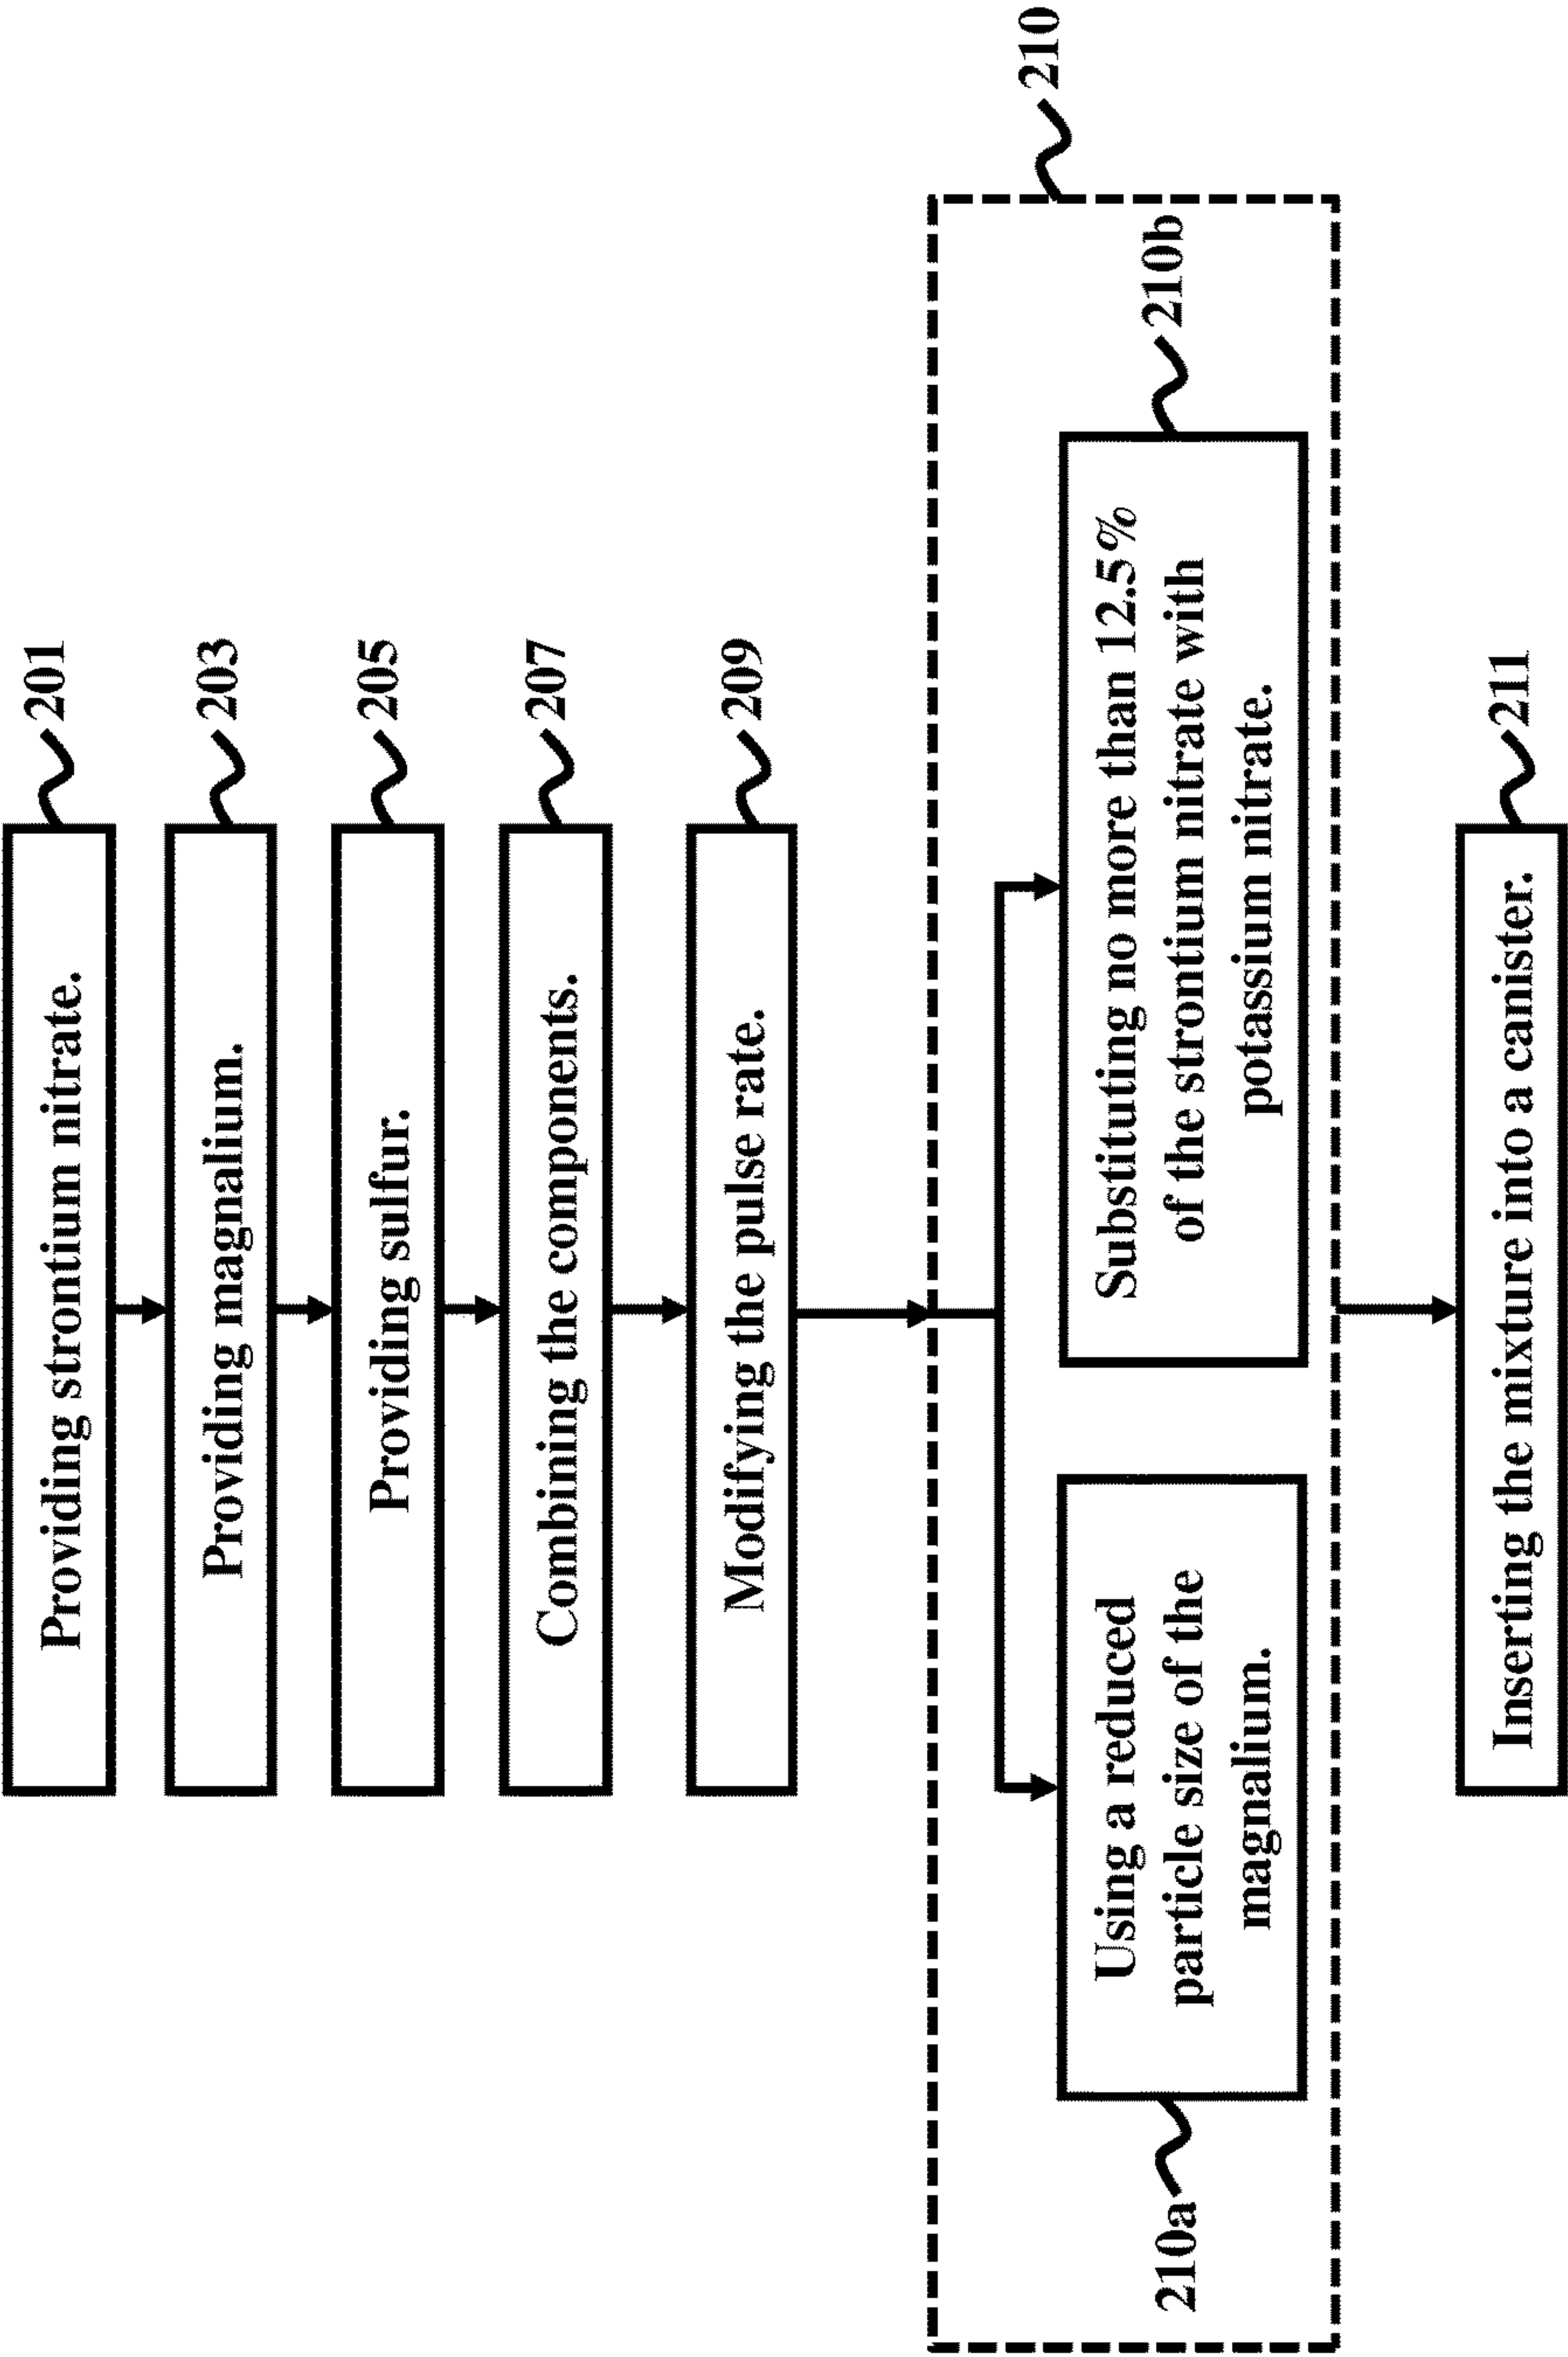 Providing strontium nitrate.
201
Providing magnalium.
203
Providing sulfur.
205
Combining the components.
207
Modifying the pulse rate.
209
210
210a
Using a reduced
particle size of the
magnalium.
Substituting no more than 12.5%
of the strontium nitrate with
potassium nitrate.
210b
Inserting the mixture into a canister.
211